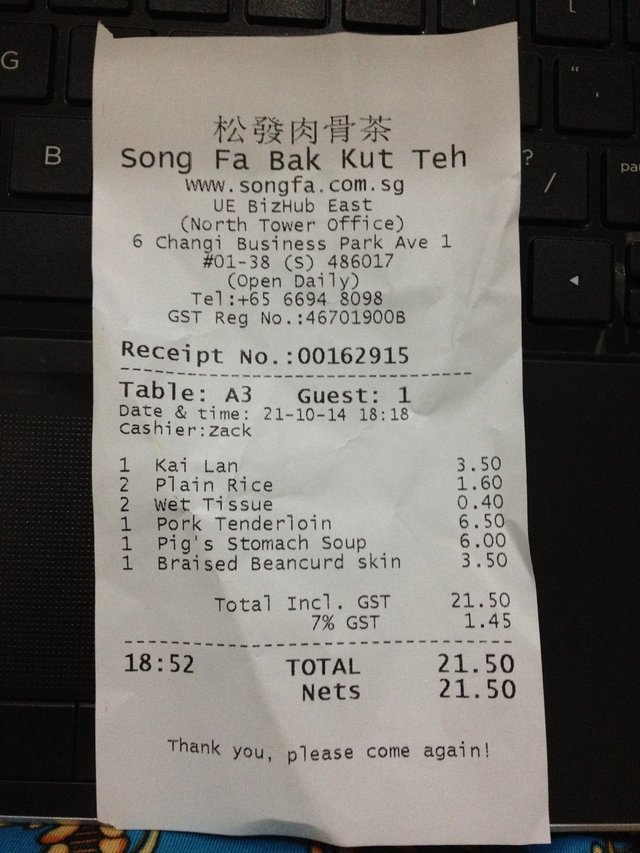 松發肉骨茶
Song Fa Bak Kut Teh
www.songfa.com.sg
UE BizHub East
(North Tower Office)
6 Changi Business Park Ave 1
#01-38 (S) 486017
(Open Daily)
Tel:+65 6694 8098
GST Reg No.:46701900B
Receipt No.:00162915
Table: A3 Guest: 1
Date & time: 21-10-14 18:18
Cashier:Zack
1 Kai Lan 3.50
2 Plain Rice 1.60
2 Wet Tissue 0.40
1 Pork Tenderloin 6.50
1 Pig's Stomach Soup 6.00
1 Braised Beancurd skin 3.50
Total Incl. GST 21.50
7% GST 1.45
18:52 TOTAL 21.50
Nets 21.50
Thank you, please come again!
G
B
[
“
‘
?
/
pau